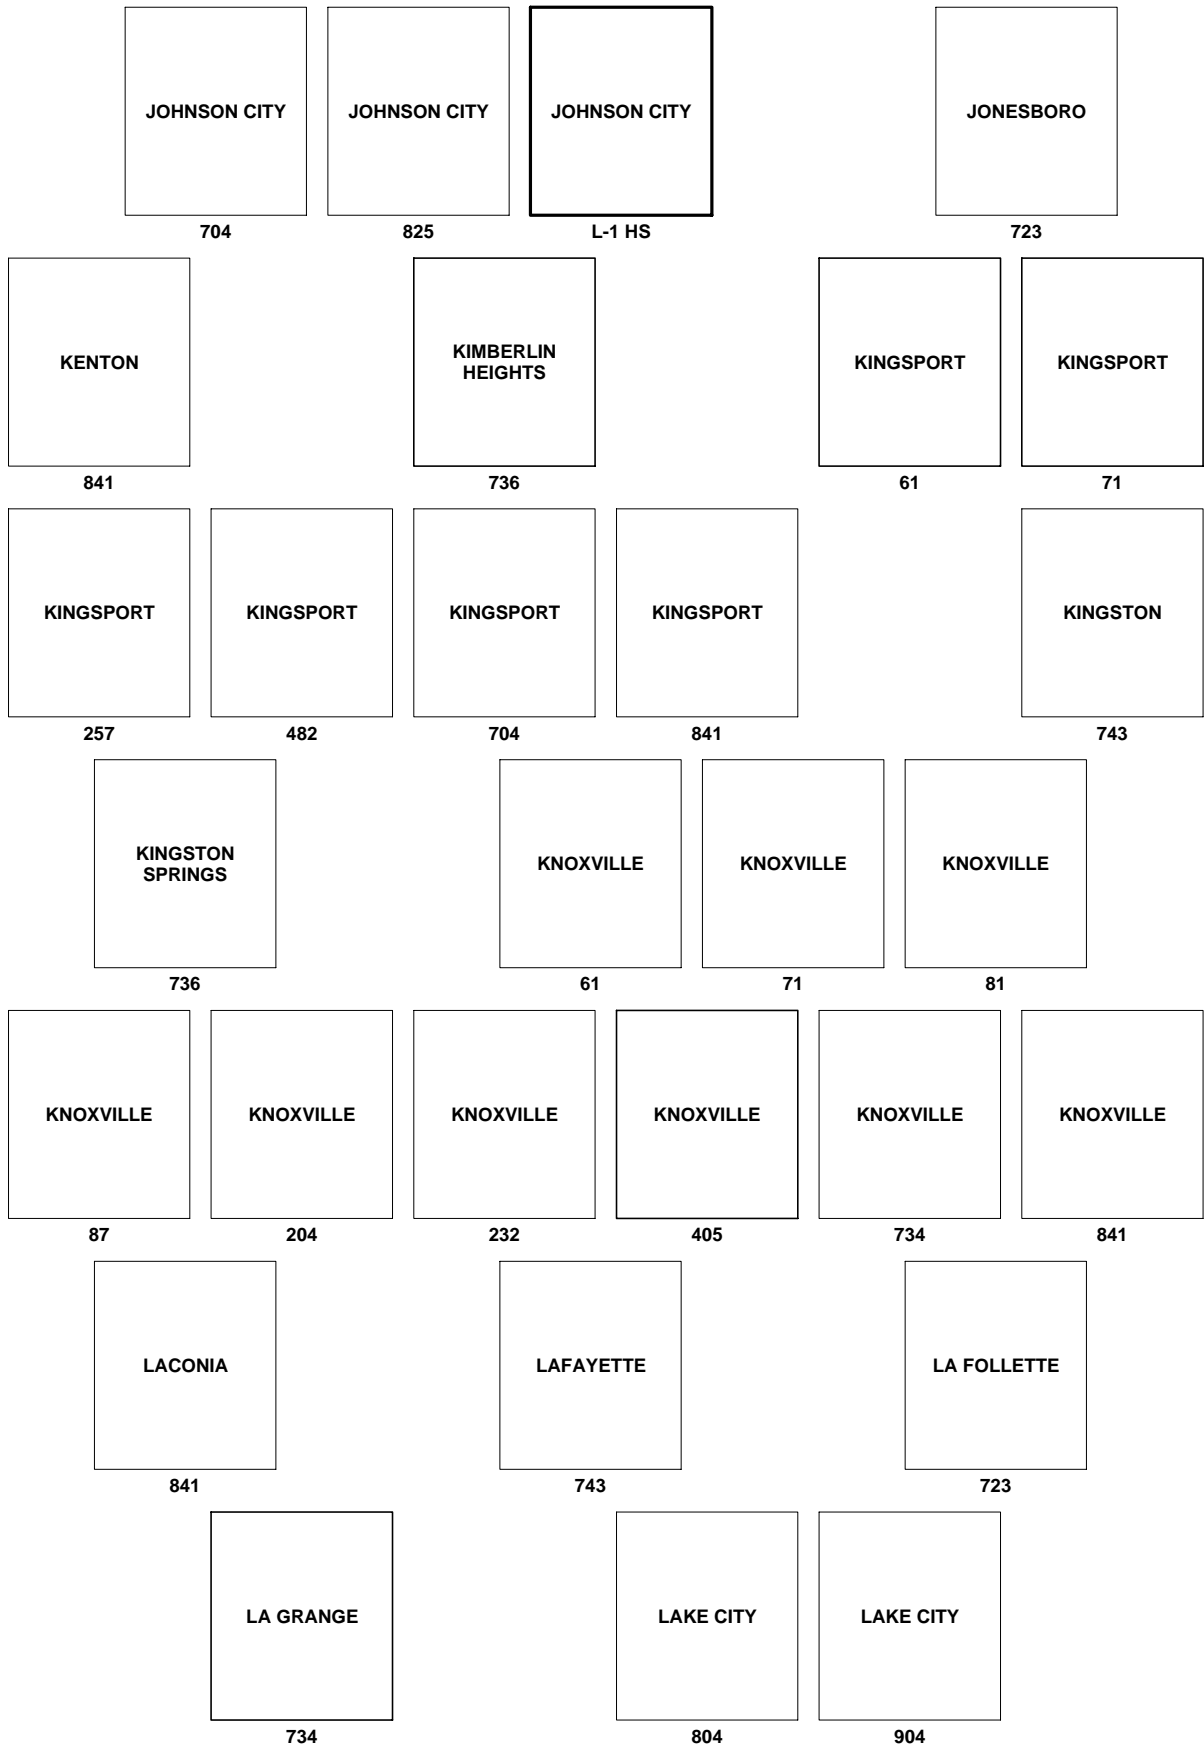 JOHNSON CITY JOHNSON CITY JOHNSON CITY JONESBORO
704 825 L-1 HS 723
KENTON KIMBERLIN HEIGHTS KINGSPORT KINGSPORT
841 736 61 71
KINGSPORT KINGSPORT KINGSPORT KINGSPORT KINGSTON
257 482 704 841 743
KINGSTON SPRINGS KNOXVILLE KNOXVILLE KNOXVILLE
736 61 71 81
KNOXVILLE KNOXVILLE KNOXVILLE KNOXVILLE KNOXVILLE KNOXVILLE
87 204 232 405 734 841
LACONIA LAFAYETTE LA FOLLETTE
841 743 723
LA GRANGE LAKE CITY LAKE CITY
734 804 904